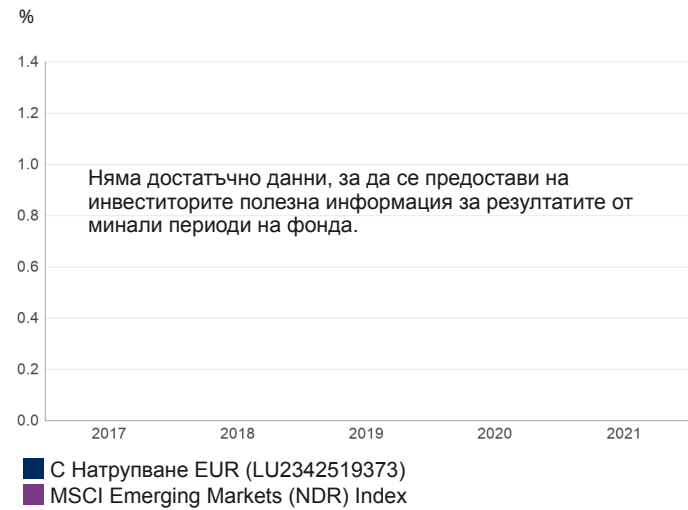 %
1.4
1.2
1.0
Няма достатъчно данни, за да се предостави на
инвеститорите полезна информация за резултатите от
0.8
минали периоди на фонда.
0.6
0.4
0.2
0.0
2017 2018 2019 2020 2021
С Натрупване EUR (LU2342519373)
MSCI Emerging Markets (NDR) Index